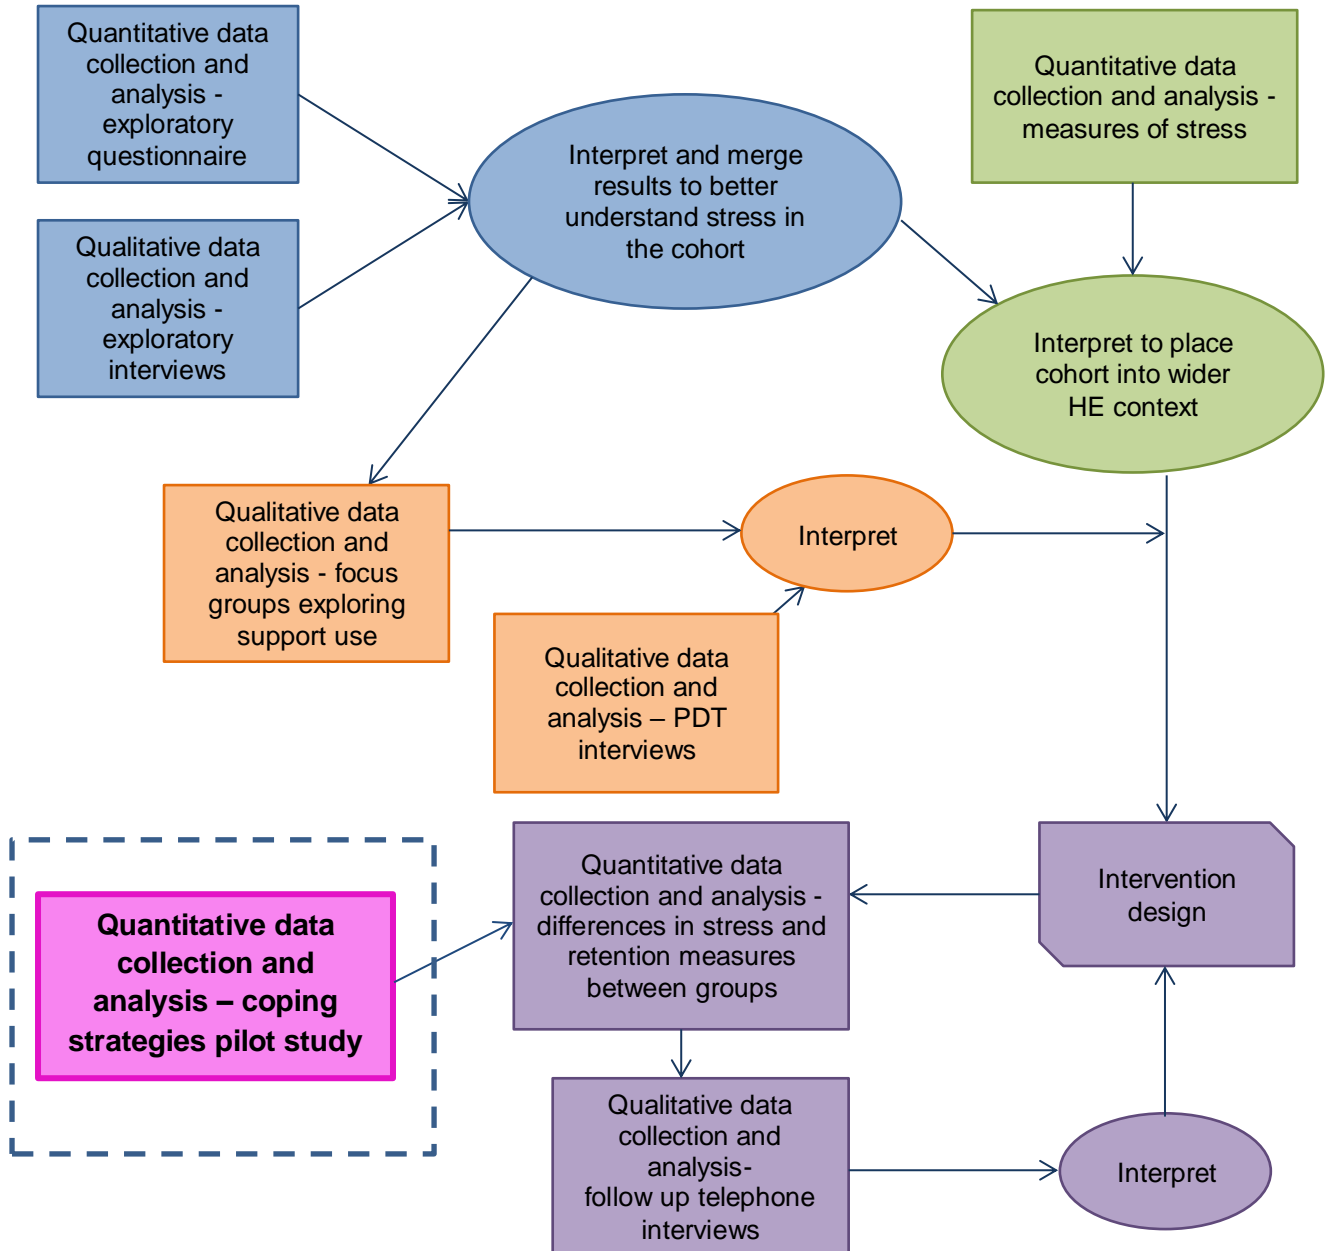 Quantitative data
collection and
analysis -
exploratory
questionnaire
Qualitative data
collection and
analysis -
exploratory
interviews
Interpret and merge
results to better
understand stress in
the cohort
Quantitative data
collection and analysis -
measures of stress
Interpret to place
cohort into wider
HE context
Qualitative data
collection and
analysis - focus
groups exploring
support use
Interpret
Qualitative data
collection and
analysis – PDT
interviews
Quantitative data
collection and
analysis – coping
strategies pilot study
Quantitative data
collection and analysis -
differences in stress and
retention measures
between groups
Intervention
design
Qualitative data
collection and
analysis-
follow up telephone
interviews
Interpret